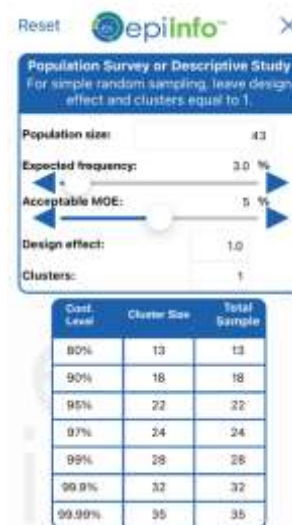 Reset epiinfo™ X
Population Survey or Descriptive Study
For simple random sampling, leave design
effect and clusters equal to 1.
Population size: 43
Expected frequency: 3.0 %
Acceptable MOE: 5 %
Design effect: 1.0
Clusters: 1
Conf. Level Cluster Size Total Sample
80% 13 13
90% 18 18
95% 22 22
97% 24 24
99% 28 28
99.9% 32 32
99.99% 35 35